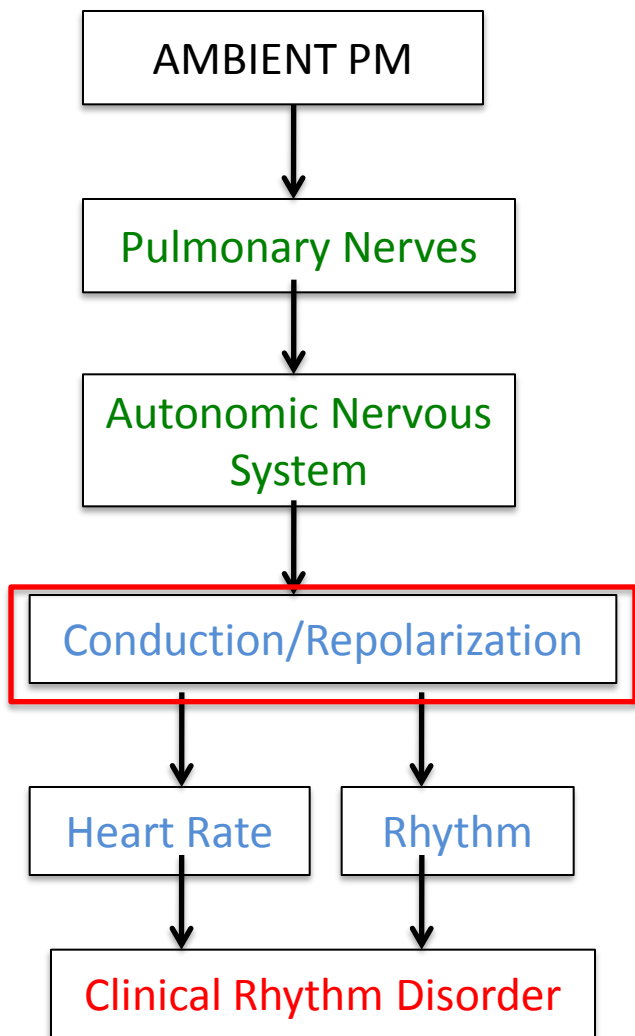 AMBIENT PM
Pulmonary Nerves
Autonomic Nervous
System
Conduction/Repolarization
Heart Rate
Rhythm
Clinical Rhythm Disorder